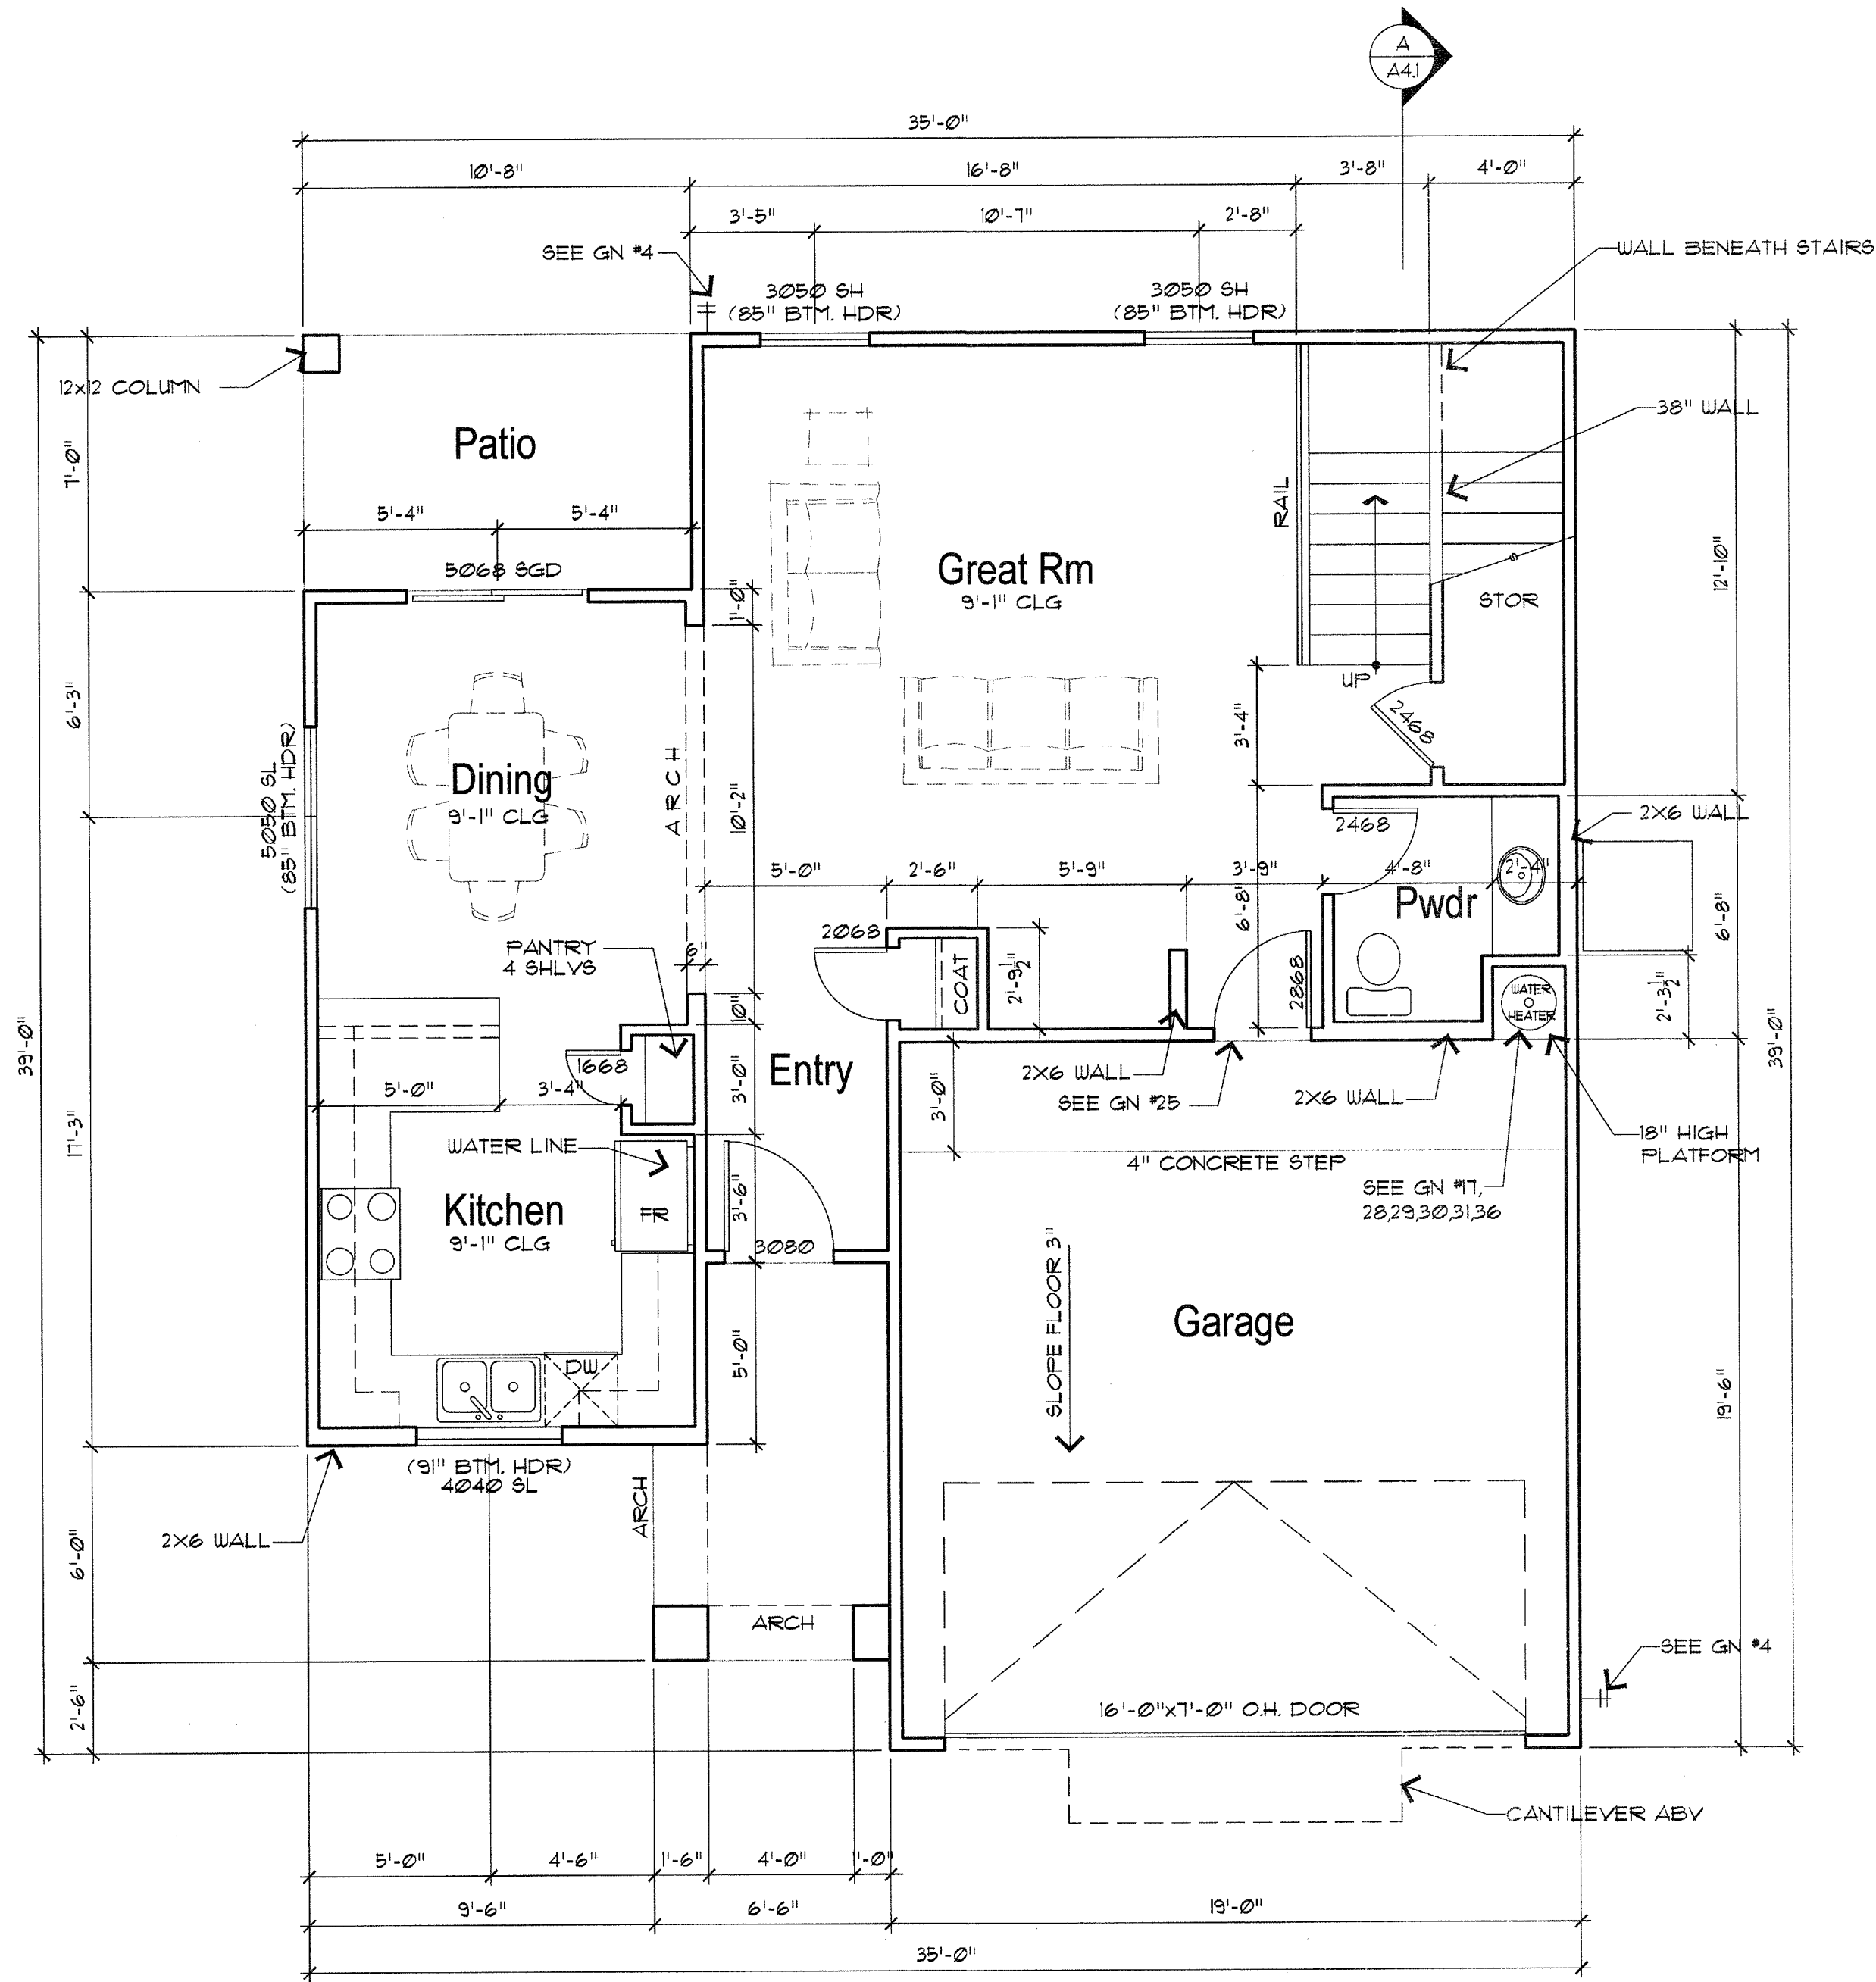 A
A4.1
35'-0"
10'-8"
16'-8"
3'-8"
4'-0"
3'-5"
10'-7"
2'-8"
SEE GN #4
WALL BENEATH STAIRS
3050 SH
(85" BTM. HDR)
3050 SH
(85" BTM. HDR)
12x12 COLUMN
38" WALL
Patio
7'-0"
RAIL
5'-4"
5'-4"
5068 SGD
Great Rm
9'-1" CLG
12'-10"
1'-0"
STOR
S
UP
6'-3"
2468
3'-4"
5050 SL
(85" BTM. HDR)
Dining
9'-1" CLG
ARCH
10'-2"
2468
2X6 WALL
5'-0"
2'-6"
5'-9"
3'-9"
4'-8"
2'-4"
Pwdr
6'-8"
6'-8"
2068
PANTRY
4 SHLVS
6"
COAT
2'-9½"
2868
WATER
HEATER
2'-3½"
10"
39'-0"
39'-0"
1668
Entry
2X6 WALL
SEE GN #25
2X6 WALL
5'-0"
3'-4"
3'-0"
3'-0"
17'-3"
WATER LINE
4" CONCRETE STEP
18" HIGH
PLATFORM
SEE GN #17,
28,29,30,31,36
Kitchen
9'-1" CLG
FR
3'-6"
3080
SLOPE FLOOR 3"
Garage
5'-0"
DW
19'-6"
(91" BTM. HDR)
4040 SL
ARCH
2X6 WALL
6'-0"
ARCH
SEE GN #4
2'-6"
16'-0"x7'-0" O.H. DOOR
CANTILEVER ABV
5'-0"
4'-6"
1'-6"
4'-0"
1'-0"
9'-6"
6'-6"
19'-0"
35'-0"